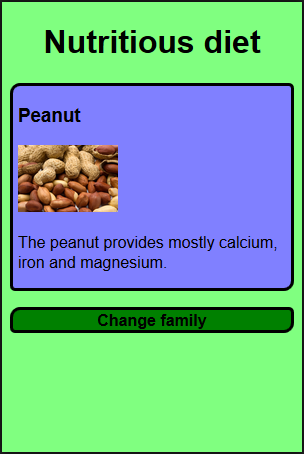 Nutritious diet
Peanut
The peanut provides mostly calcium,
iron and magnesium.
Change family